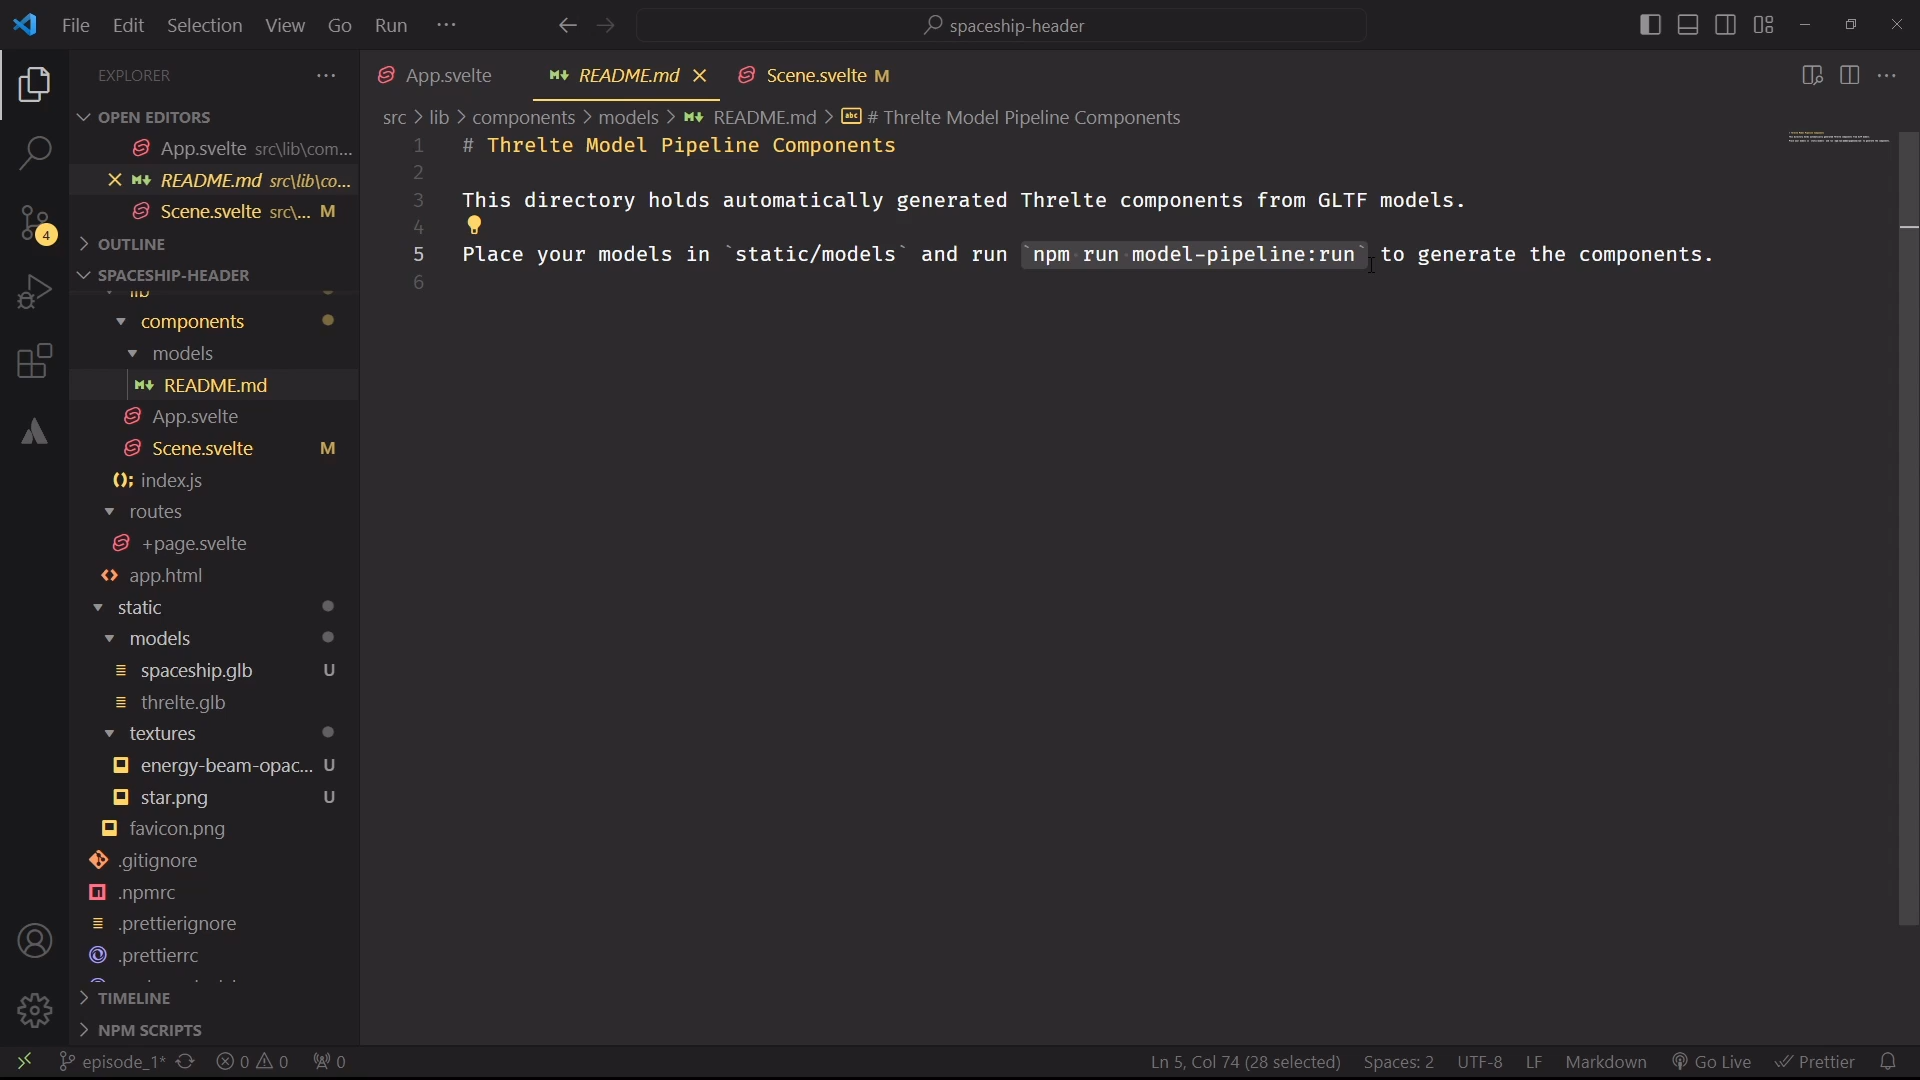 File Edit Selection View Go Run ··· spaceship-header
EXPLORER ···
OPEN EDITORS
App.svelte src\lib\com...
README.md src\lib\co...
Scene.svelte src\... M
OUTLINE
SPACESHIP-HEADER
lib
components
models
README.md
App.svelte
Scene.svelte M
index.js
routes
+page.svelte
app.html
static
models
spaceship.glb U
threlte.glb
textures
energy-beam-opac... U
star.png U
favicon.png
.gitignore
.npmrc
.prettierignore
.prettierrc
TIMELINE
NPM SCRIPTS
4
App.svelte README.md Scene.svelte M
src > lib > components > models > README.md > # Threlte Model Pipeline Components
1 # Threlte Model Pipeline Components
2
3 This directory holds automatically generated Threlte components from GLTF models.
4
5 Place your models in `static/models` and run `npm run model-pipeline:run` to generate the components.
6
episode_1* 0 0 0 Ln 5, Col 74 (28 selected) Spaces: 2 UTF-8 LF Markdown Go Live Prettier